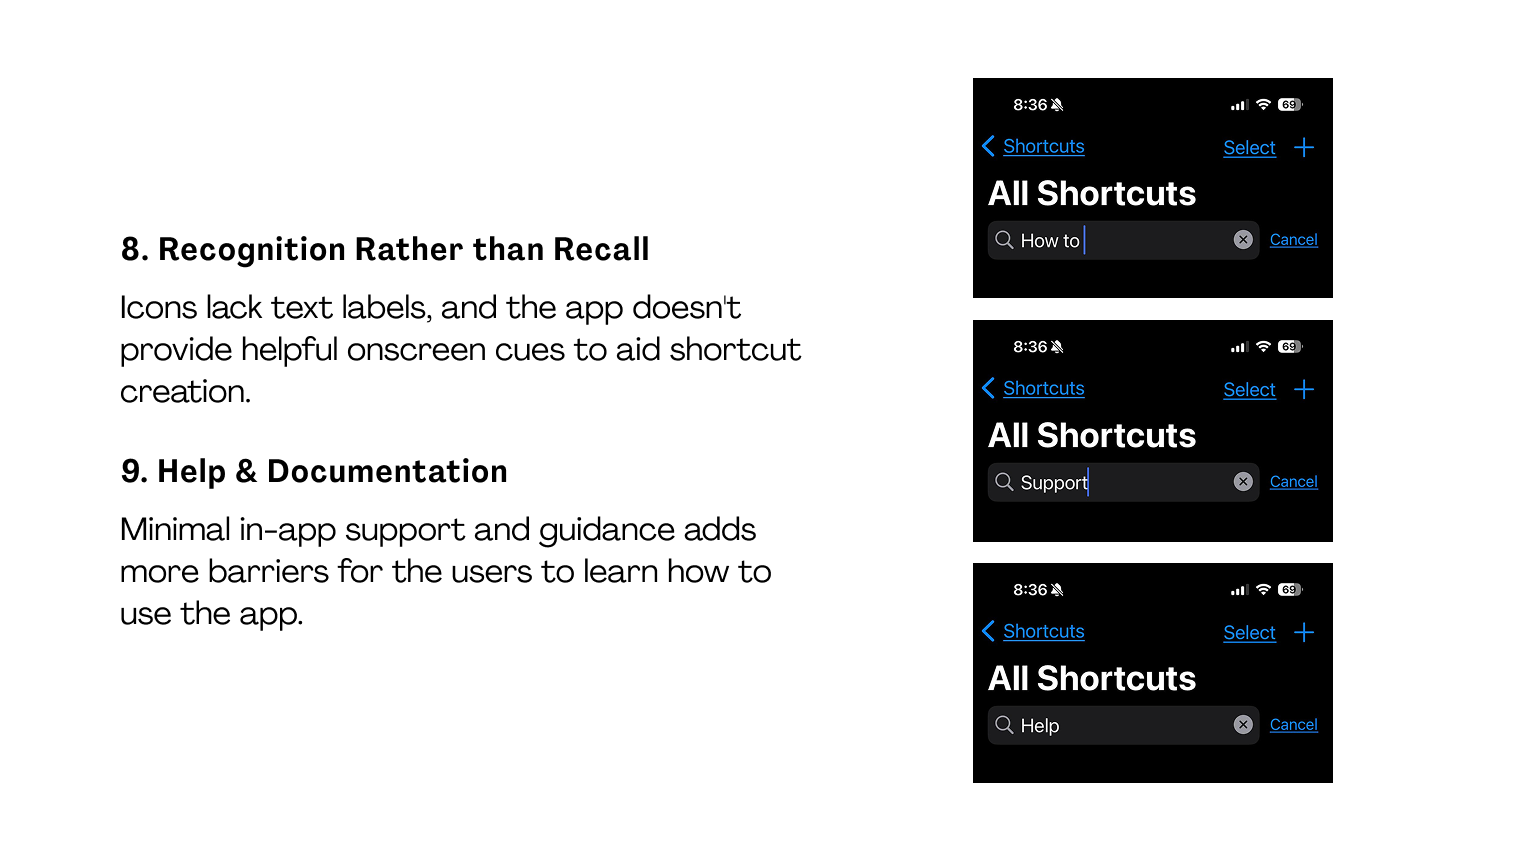 8. Recognition Rather than Recall
Icons lack text labels, and the app doesn't
provide helpful onscreen cues to aid shortcut
creation.
9. Help & Documentation
Minimal in-app support and guidance adds
more barriers for the users to learn how to
use the app.
8:36 69
Shortcuts Select +
All Shortcuts
How to Cancel
8:36 69
Shortcuts Select +
All Shortcuts
Support Cancel
8:36 69
Shortcuts Select +
All Shortcuts
Help Cancel